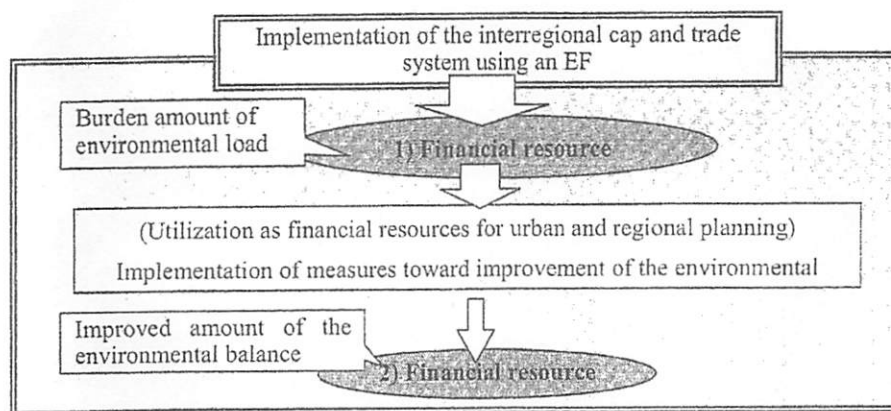 Implementation of the interregional cap and trade
system using an EF
Burden amount of
environmental load
1) Financial resource
(Utilization as financial resources for urban and regional planning)
Implementation of measures toward improvement of the environmental
Improved amount of the
environmental balance
2) Financial resource